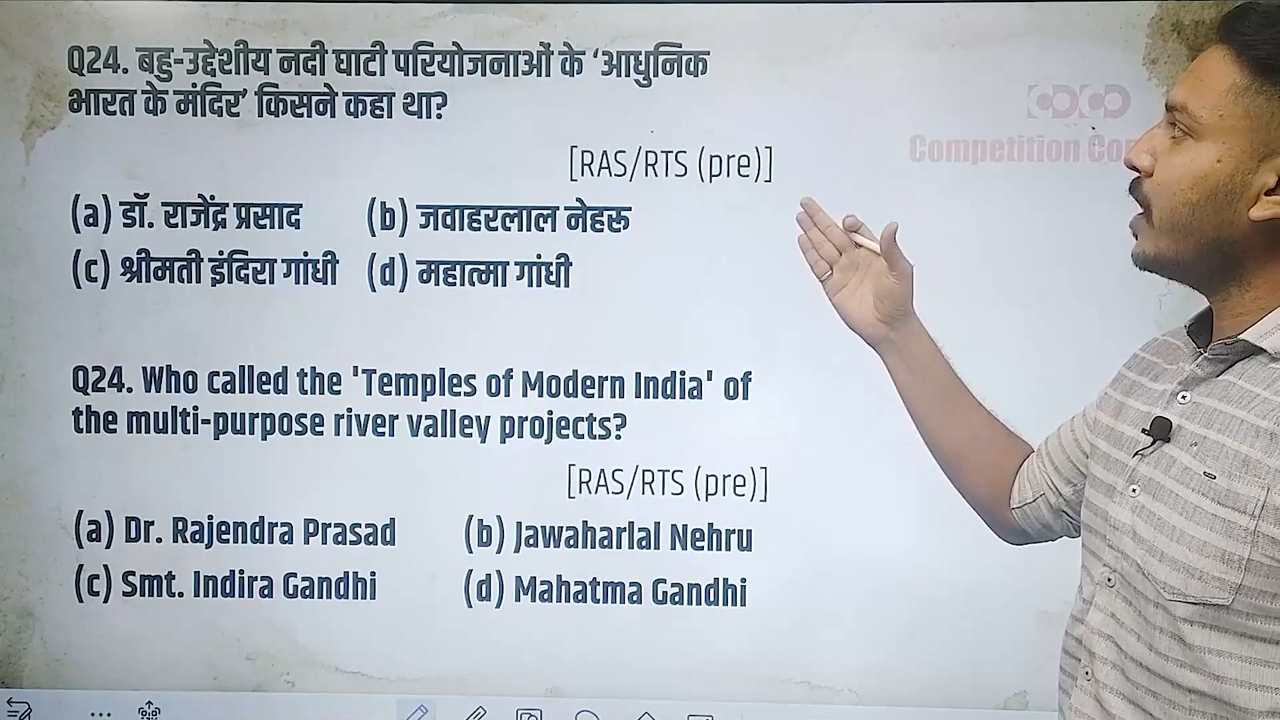 Q24. बहु-उद्देशीय नदी घाटी परियोजनाओं के ‘आधुनिक
भारत के मंदिर’ किसने कहा था?
[RAS/RTS (pre)]
(a) डॉ. राजेंद्र प्रसाद (b) जवाहरलाल नेहरू
(c) श्रीमती इंदिरा गांधी (d) महात्मा गांधी
Competition
Q24. Who called the 'Temples of Modern India' of
the multi-purpose river valley projects?
[RAS/RTS (pre)]
(a) Dr. Rajendra Prasad (b) Jawaharlal Nehru
(c) Smt. Indira Gandhi (d) Mahatma Gandhi